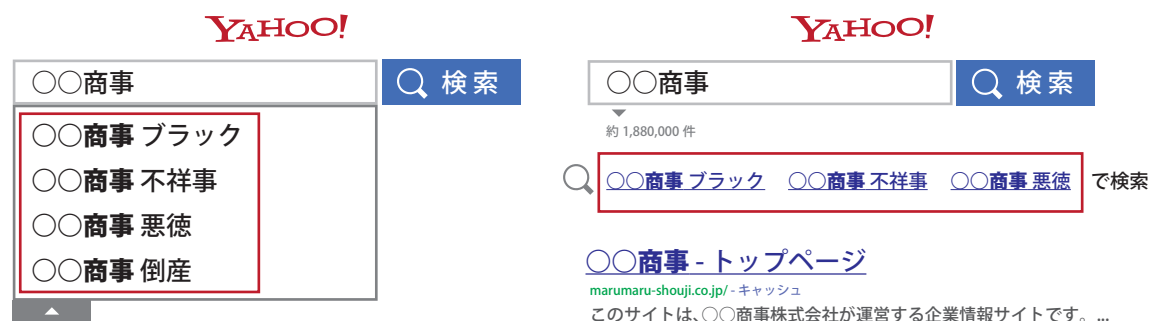 YAHOO!
○○商事
検索
○○商事 ブラック
○○商事 不祥事
○○商事 悪徳
○○商事 倒産
YAHOO!
○○商事
検索
約 1,880,000 件
○○商事 ブラック ○○商事 不祥事 ○○商事 悪徳 で検索
○○商事 - トップページ
marumaru-shouji.co.jp/ - キャッシュ
このサイトは、○○商事株式会社が運営する企業情報サイトです。...